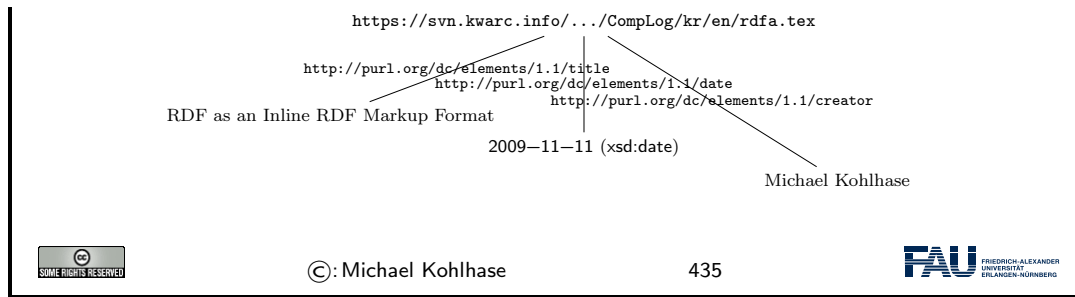 https://svn.kwarc.info/.../CompLog/kr/en/rdfa.tex
http://purl.org/dc/elements/1.1/title
http://purl.org/dc/elements/1.1/date
http://purl.org/dc/elements/1.1/creator
RDF as an Inline RDF Markup Format
2009−11−11 (xsd:date)
Michael Kohlhase
cc
SOME RIGHTS RESERVED
©: Michael Kohlhase
435
FAU
FRIEDRICH-ALEXANDER
UNIVERSITÄT
ERLANGEN-NÜRNBERG